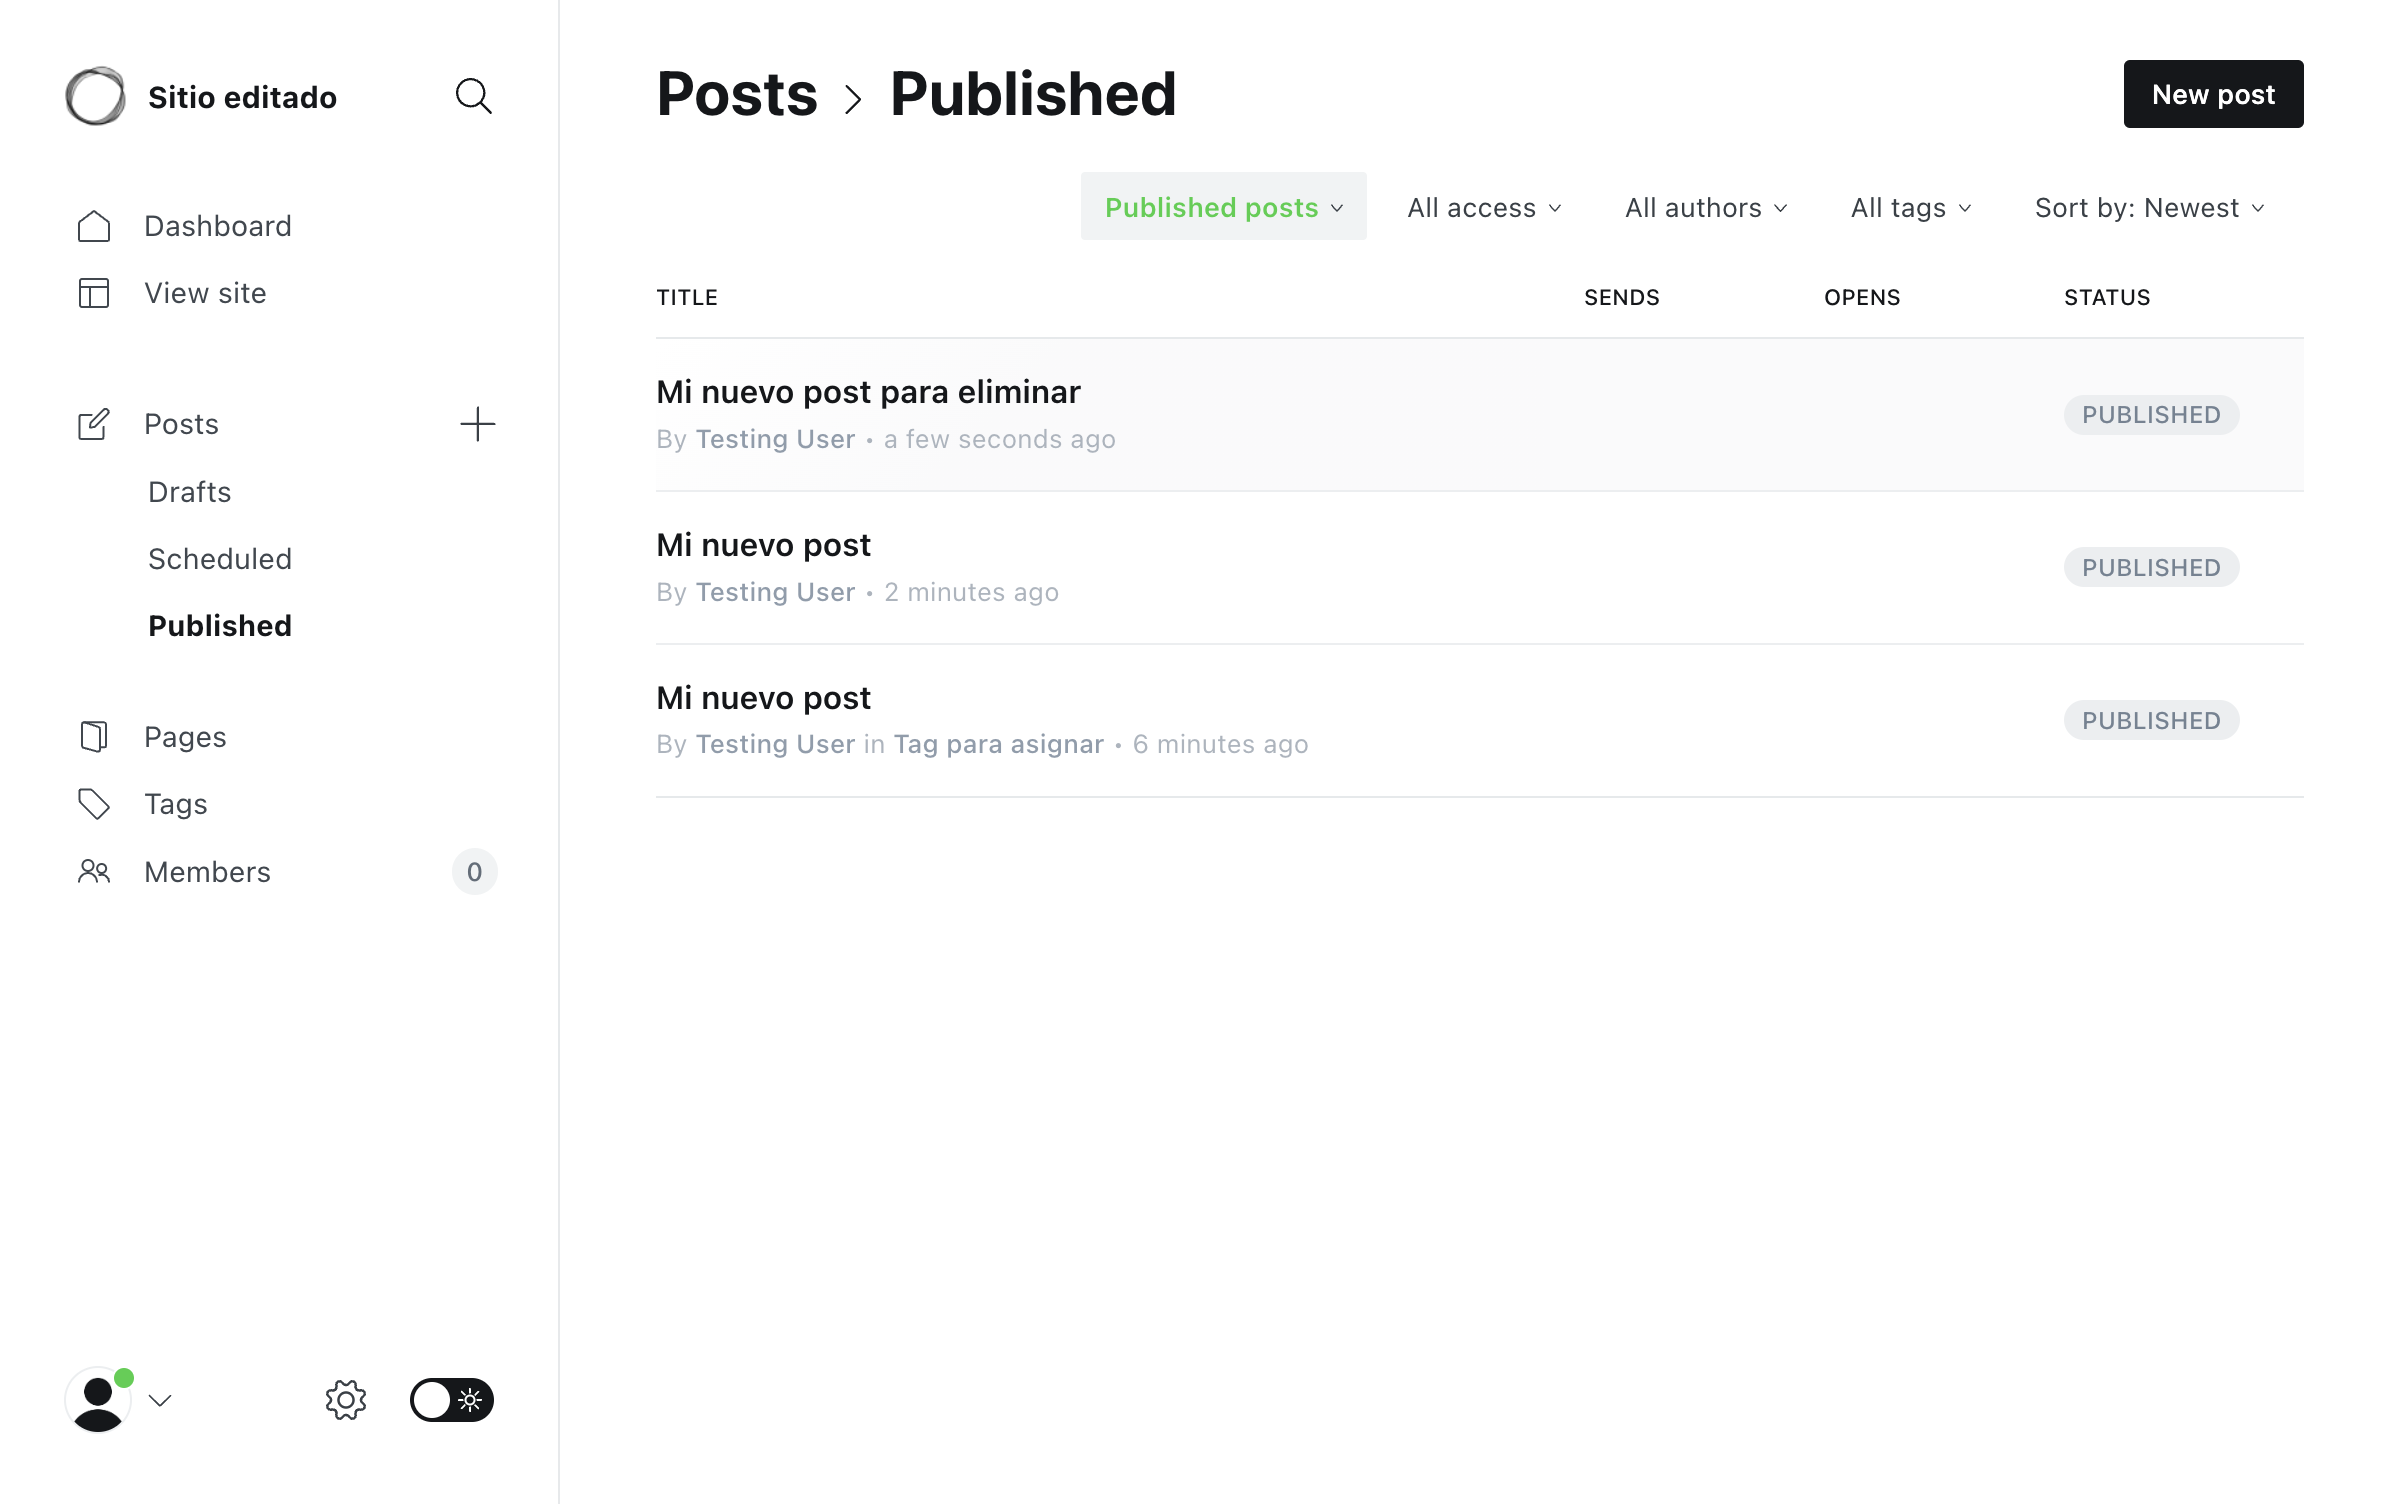 Sitio editado
Dashboard
View site
Posts
Drafts
Scheduled
Published
Pages
Tags
Members 0
Posts > Published
New post
Published posts All access All authors All tags Sort by: Newest
TITLE SENDS OPENS STATUS
Mi nuevo post para eliminar
By Testing User • a few seconds ago
PUBLISHED
Mi nuevo post
By Testing User • 2 minutes ago
PUBLISHED
Mi nuevo post
By Testing User in Tag para asignar • 6 minutes ago
PUBLISHED